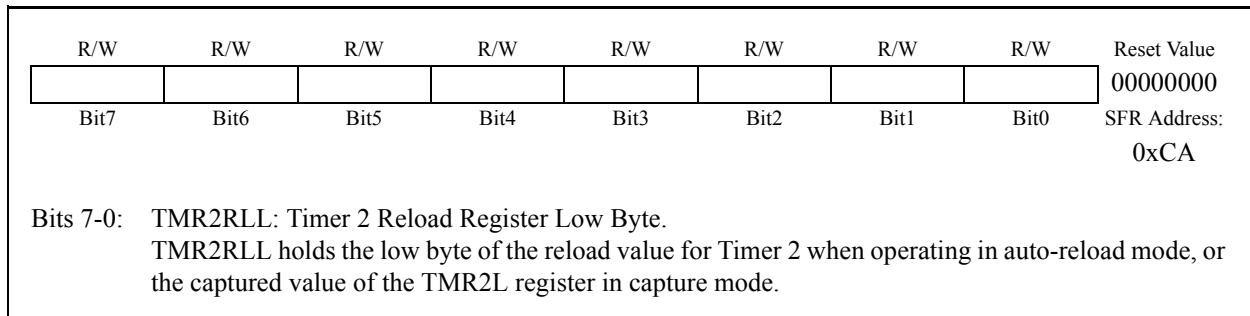 R/W R/W R/W R/W R/W R/W R/W R/W Reset Value
00000000
Bit7 Bit6 Bit5 Bit4 Bit3 Bit2 Bit1 Bit0 SFR Address:
0xCA
Bits 7-0: TMR2RLL: Timer 2 Reload Register Low Byte.
TMR2RLL holds the low byte of the reload value for Timer 2 when operating in auto-reload mode, or
the captured value of the TMR2L register in capture mode.